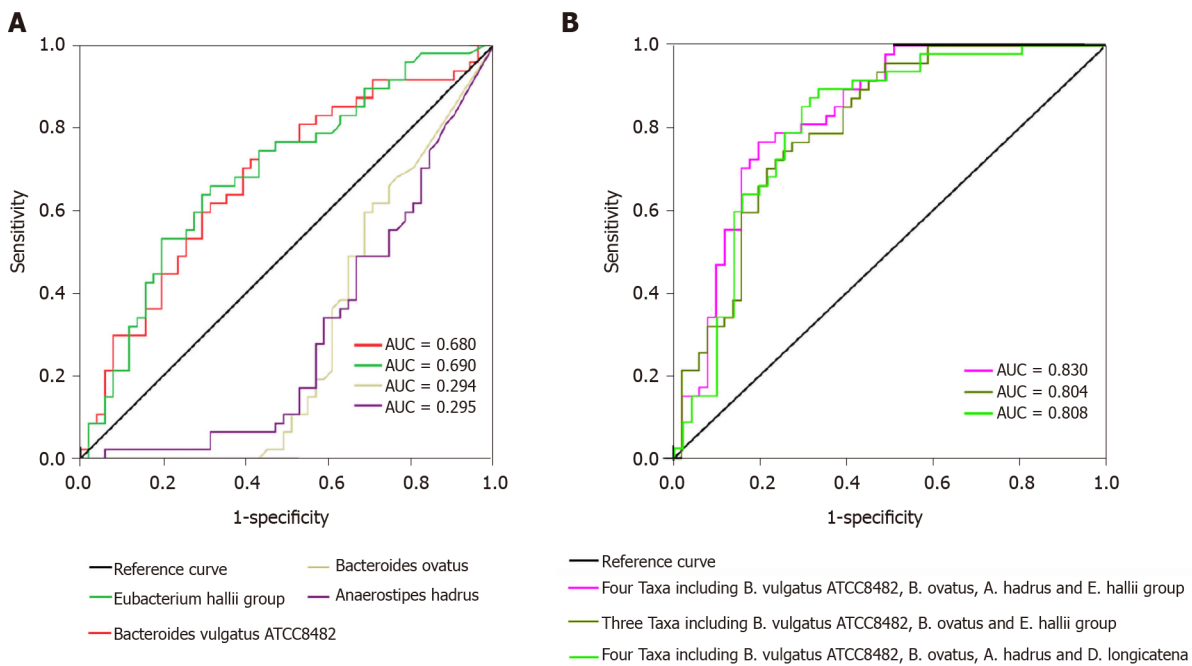 A
1.0
0.8
0.6
0.4
0.2
0.0
Sensitivity
AUC = 0.680
AUC = 0.690
AUC = 0.294
AUC = 0.295
0.0 0.2 0.4 0.6 0.8 1.0
1-specificity
Reference curve
Eubacterium hallii group
Bacteroides vulgatus ATCC8482
Bacteroides ovatus
Anaerostipes hadrus
B
1.0
0.8
0.6
0.4
0.2
0.0
Sensitivity
AUC = 0.830
AUC = 0.804
AUC = 0.808
0.0 0.2 0.4 0.6 0.8 1.0
1-specificity
Reference curve
Four Taxa including B. vulgatus ATCC8482, B. ovatus, A. hadrus and E. hallii group
Three Taxa including B. vulgatus ATCC8482, B. ovatus and E. hallii group
Four Taxa including B. vulgatus ATCC8482, B. ovatus, A. hadrus and D. longicatena